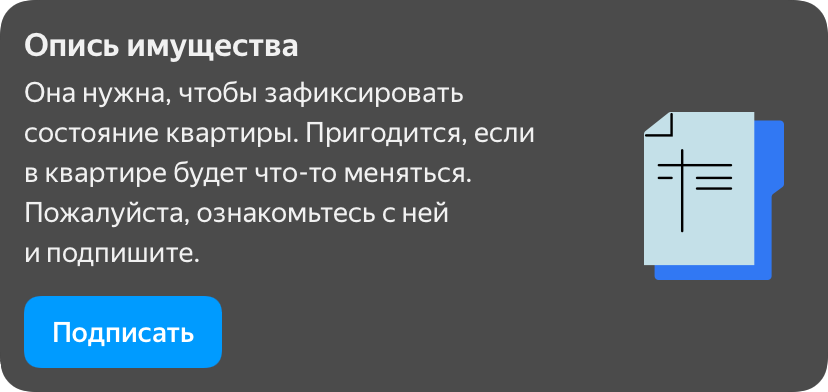 Опись имущества
Она нужна, чтобы зафиксировать
состояние квартиры. Пригодится, если
в квартире будет что-то меняться.
Пожалуйста, ознакомьтесь с ней
и подпишите.
Подписать